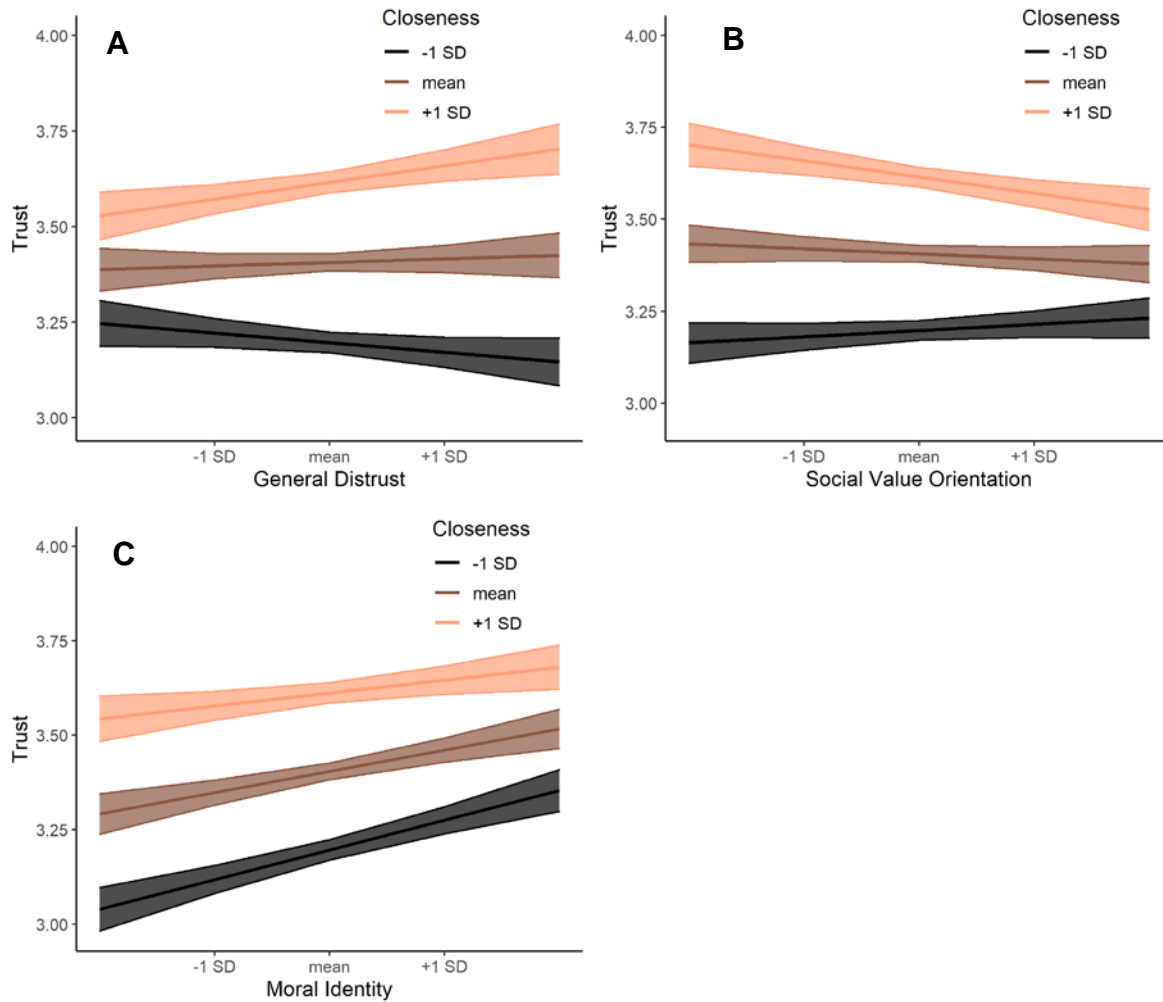 A
Closeness
-1 SD
mean
+1 SD
4.00
3.75
3.50
3.25
3.00
Trust
-1 SD mean +1 SD
General Distrust
B
Closeness
-1 SD
mean
+1 SD
4.00
3.75
3.50
3.25
3.00
Trust
-1 SD mean +1 SD
Social Value Orientation
C
Closeness
-1 SD
mean
+1 SD
4.00
3.75
3.50
3.25
3.00
Trust
-1 SD mean +1 SD
Moral Identity